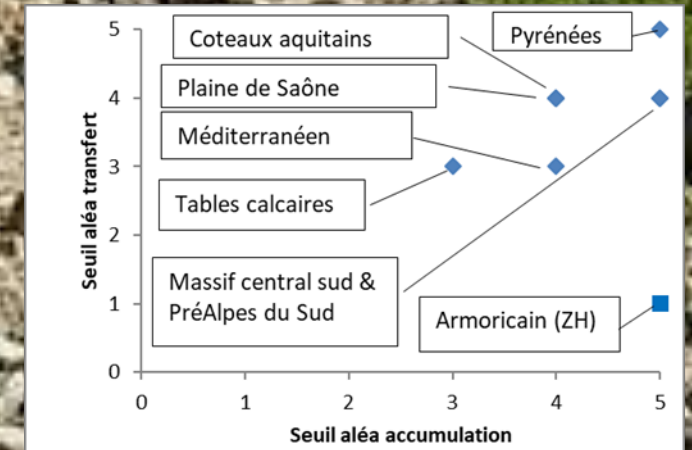 Coteaux aquitains
Pyrénées
Plaine de Saône
Méditerranéen
Tables calcaires
Massif central sud &
PréAlpes du Sud
Armoricain (ZH)
Seuil aléa transfert
5
4
3
2
1
0
0 1 2 3 4 5
Seuil aléa accumulation